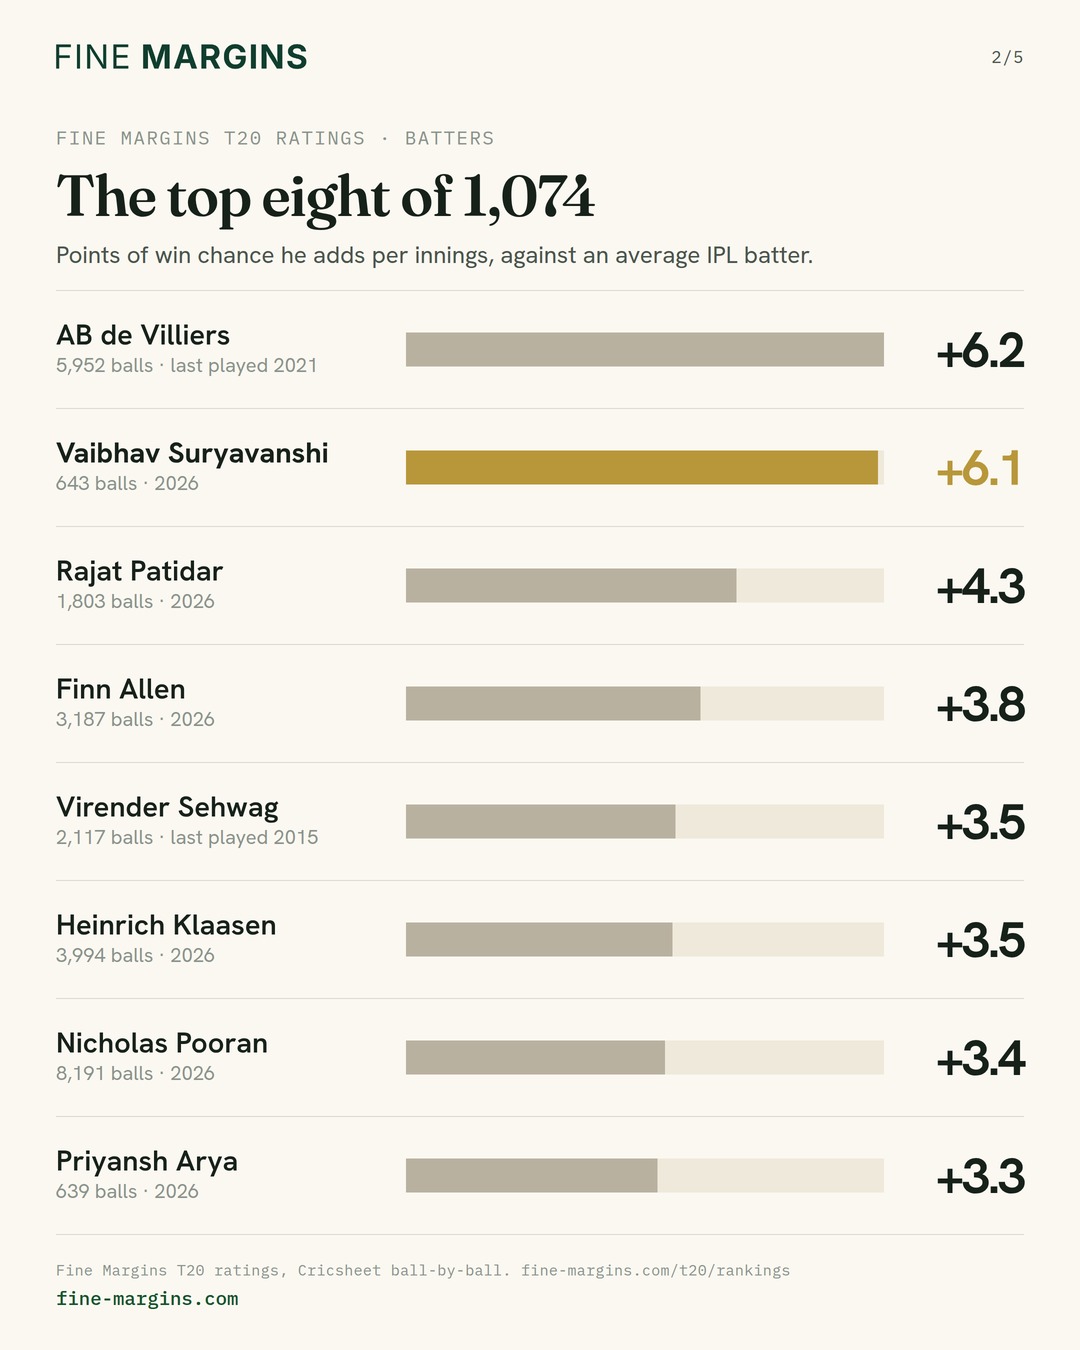 FINE MARGINS
2/5
FINE MARGINS T20 RATINGS · BATTERS
The top eight of 1,074
Points of win chance he adds per innings, against an average IPL batter.
AB de Villiers
5,952 balls · last played 2021
+6.2
Vaibhav Suryavanshi
643 balls · 2026
+6.1
Rajat Patidar
1,803 balls · 2026
+4.3
Finn Allen
3,187 balls · 2026
+3.8
Virender Sehwag
2,117 balls · last played 2015
+3.5
Heinrich Klaasen
3,994 balls · 2026
+3.5
Nicholas Pooran
8,191 balls · 2026
+3.4
Priyansh Arya
639 balls · 2026
+3.3
Fine Margins T20 ratings, Cricsheet ball-by-ball. fine-margins.com/t20/rankings
fine-margins.com